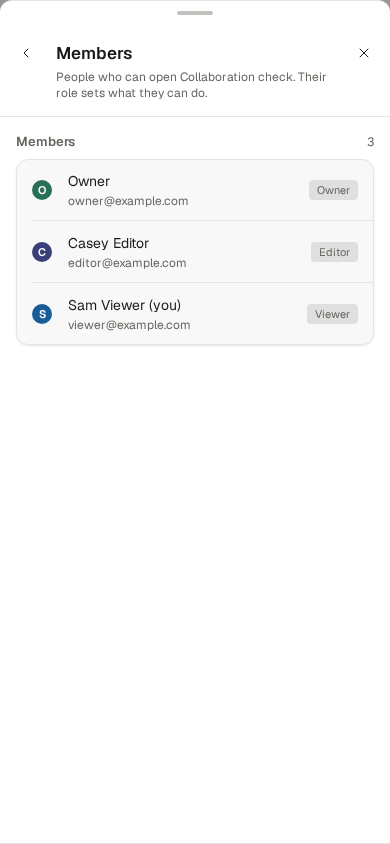 Members
People who can open Collaboration check. Their
role sets what they can do.
Members 3
O Owner Owner
owner@example.com
C Casey Editor Editor
editor@example.com
S Sam Viewer (you) Viewer
viewer@example.com